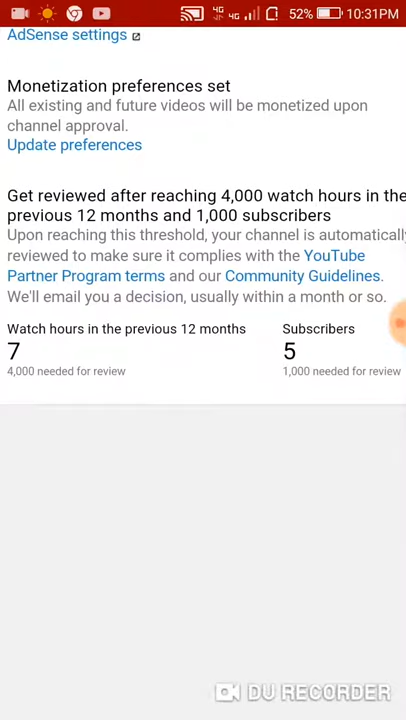 4G 4G 52% 10:31PM
AdSense settings
Monetization preferences set
All existing and future videos will be monetized upon
channel approval.
Update preferences
Get reviewed after reaching 4,000 watch hours in the
previous 12 months and 1,000 subscribers
Upon reaching this threshold, your channel is automatically
reviewed to make sure it complies with the YouTube
Partner Program terms and our Community Guidelines.
We'll email you a decision, usually within a month or so.
Watch hours in the previous 12 months Subscribers
7 5
4,000 needed for review 1,000 needed for review
DU RECORDER